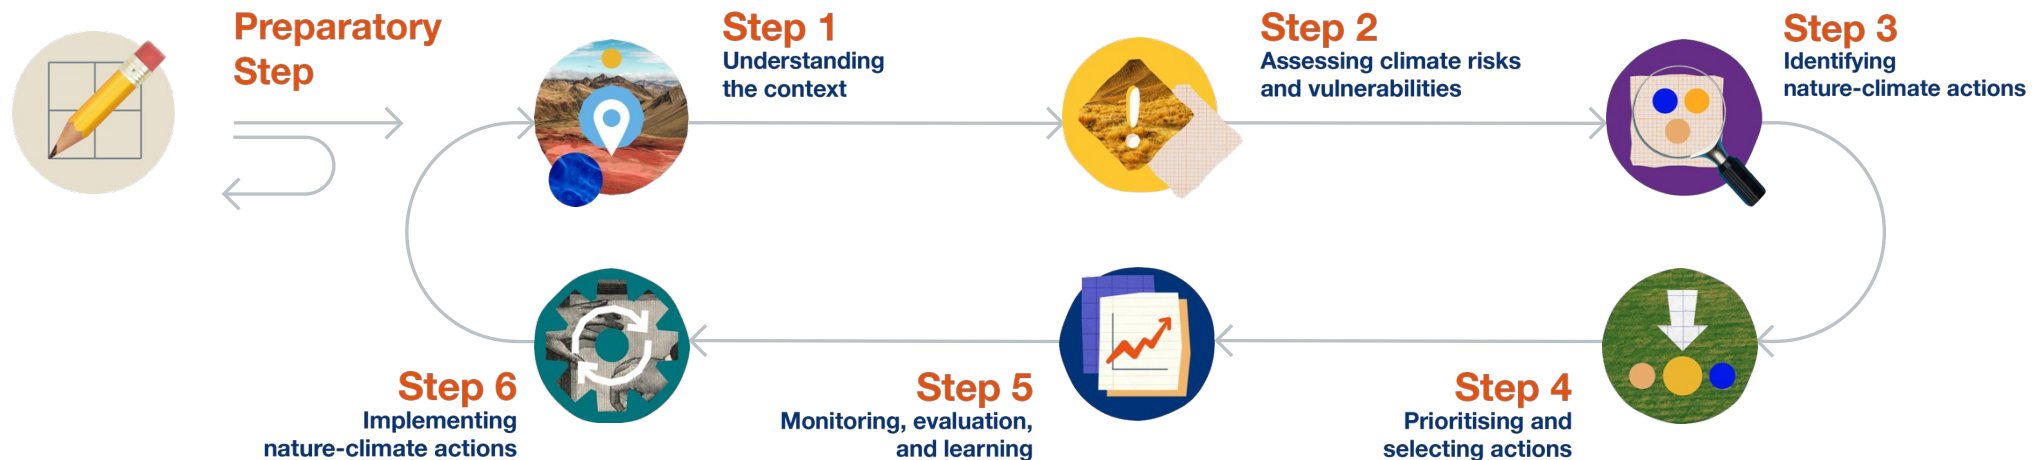 Preparatory
Step
Step 1
Understanding
the context
Step 2
Assessing climate risks
and vulnerabilities
Step 3
Identifying
nature-climate actions
Step 4
Prioritising and
selecting actions
Step 5
Monitoring, evaluation,
and learning
Step 6
Implementing
nature-climate actions